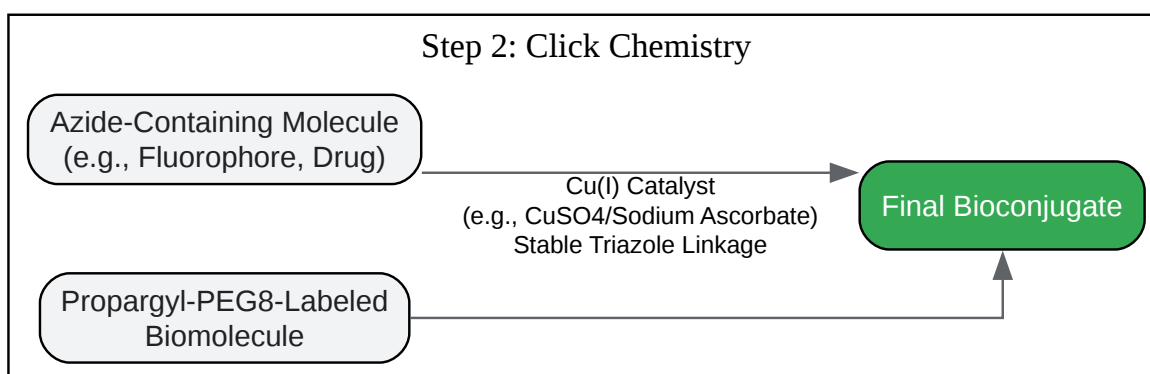 Step 2: Click Chemistry
Azide-Containing Molecule
(e.g., Fluorophore, Drug)
Cu(I) Catalyst
(e.g., CuSO4/Sodium Ascorbate)
Stable Triazole Linkage
Final Bioconjugate
Propargyl-PEG8-Labeled
Biomolecule